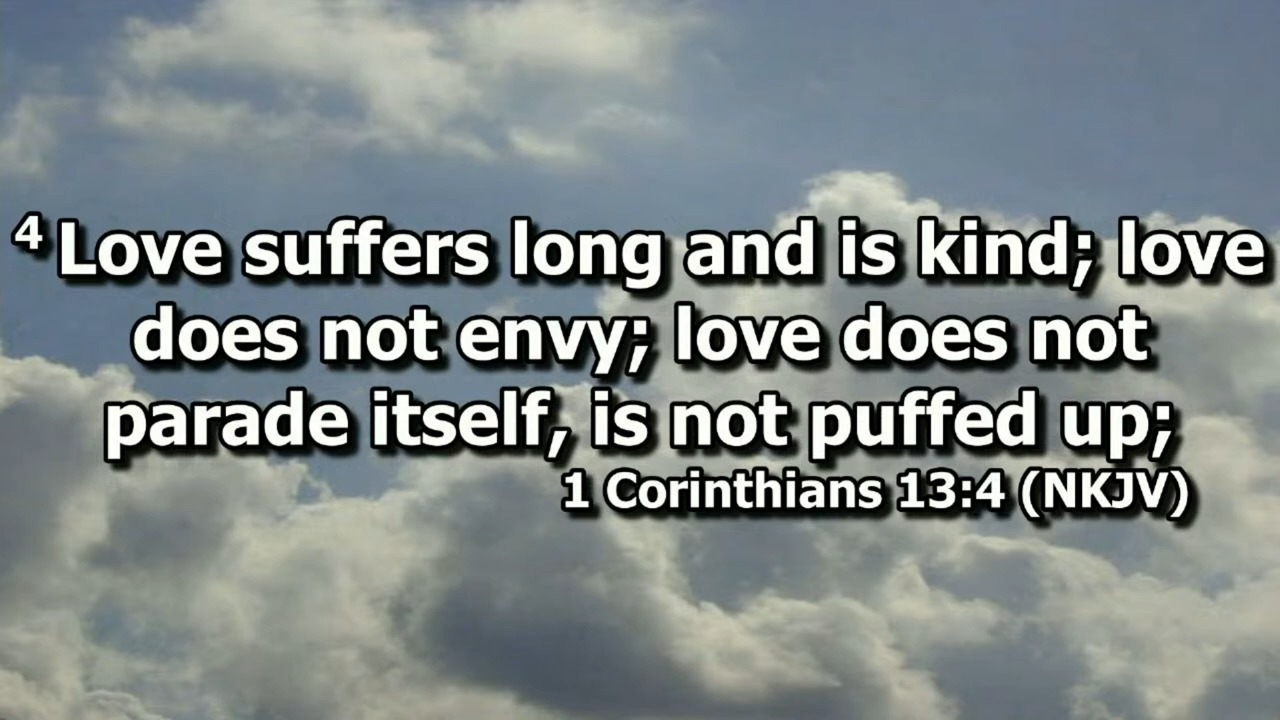 4 Love suffers long and is kind; love
does not envy; love does not
parade itself, is not puffed up;
1 Corinthians 13:4 (NKJV)